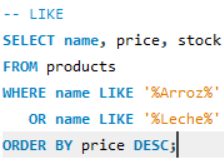 -- LIKE
SELECT name, price, stock
FROM products
WHERE name LIKE '%Arroz%'
OR name LIKE '%Leche%'
ORDER BY price DESC;